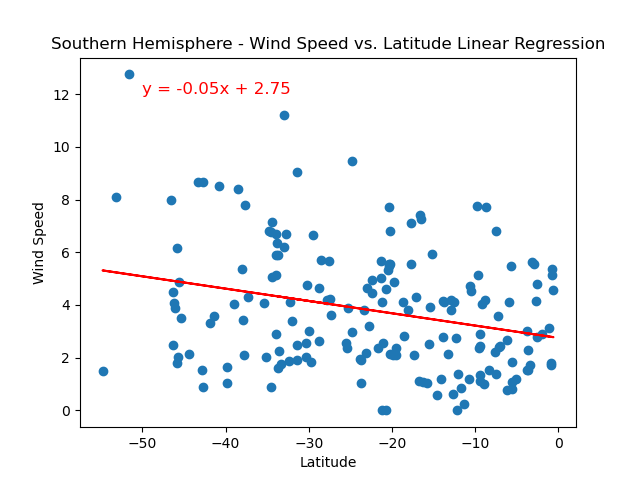 Southern Hemisphere - Wind Speed vs. Latitude Linear Regression
y = -0.05x + 2.75
12
10
8
6
4
2
0
Wind Speed
−50 −40 −30 −20 −10 0
Latitude